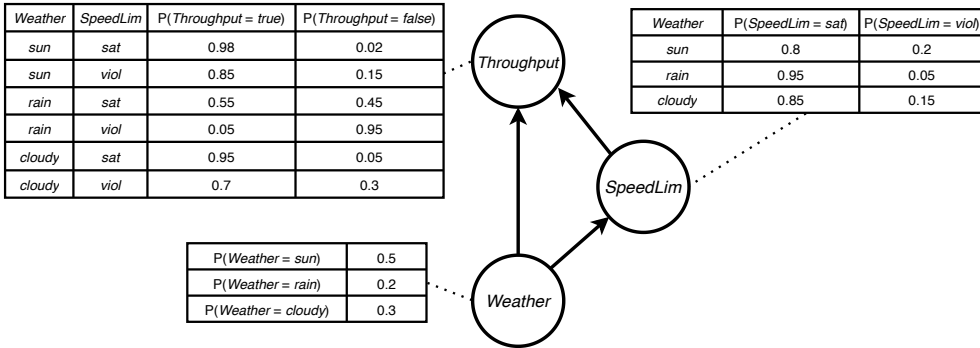 Weather SpeedLim P(Throughput = true) P(Throughput = false)
sun sat 0.98 0.02
sun viol 0.85 0.15
rain sat 0.55 0.45
rain viol 0.05 0.95
cloudy sat 0.95 0.05
cloudy viol 0.7 0.3
Throughput
Weather P(SpeedLim = sat) P(SpeedLim = viol)
sun 0.8 0.2
rain 0.95 0.05
cloudy 0.85 0.15
SpeedLim
P(Weather = sun) 0.5
P(Weather = rain) 0.2
P(Weather = cloudy) 0.3
Weather